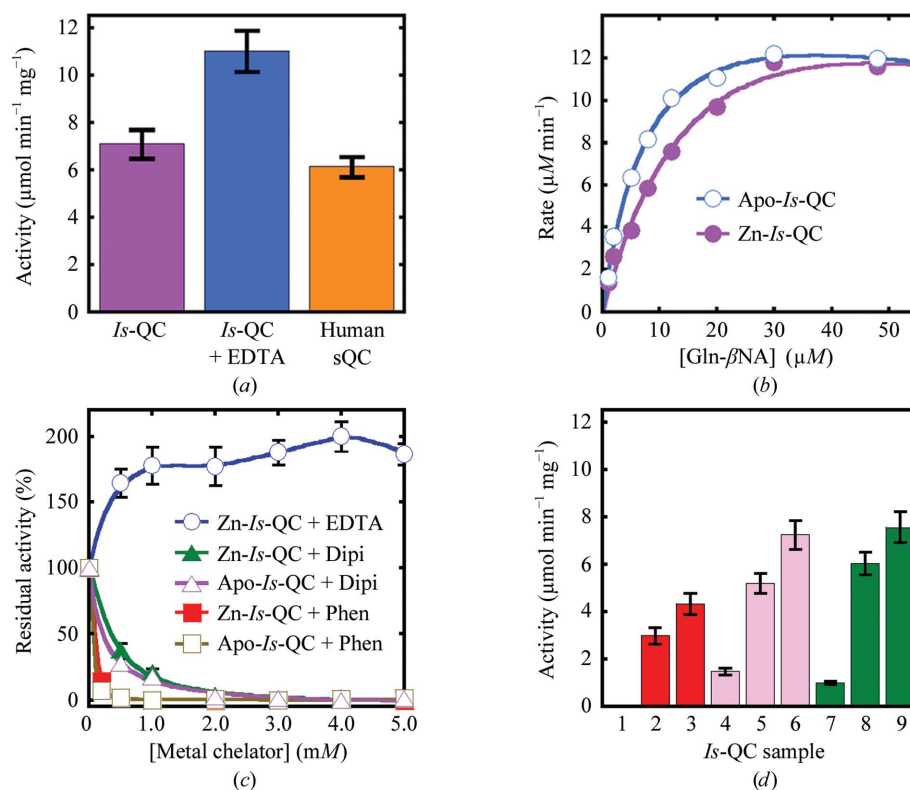 12
10
8
6
4
2
0
Activity (µmol min⁻¹ mg⁻¹)
Is-QC
Is-QC
+ EDTA
Human
sQC
(a)
14
12
10
8
6
4
2
0
Rate (µM min⁻¹)
Apo-Is-QC
Zn-Is-QC
0 10 20 30 40 50
[Gln-βNA] (µM)
(b)
200
150
100
50
0
Residual activity (%)
Zn-Is-QC + EDTA
Zn-Is-QC + Dipi
Apo-Is-QC + Dipi
Zn-Is-QC + Phen
Apo-Is-QC + Phen
0 1.0 2.0 3.0 4.0 5.0
[Metal chelator] (mM)
(c)
12
10
8
6
4
2
0
Activity (µmol min⁻¹ mg⁻¹)
1 2 3 4 5 6 7 8 9
Is-QC sample
(d)